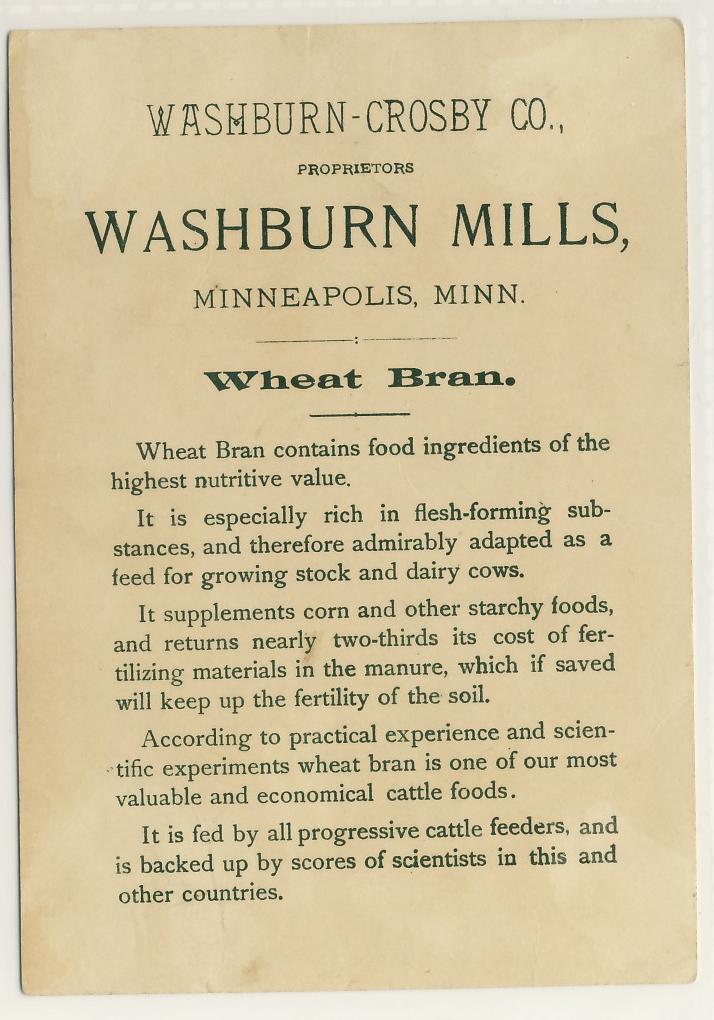 WASHBURN-CROSBY CO.,
PROPRIETORS
WASHBURN MILLS,
MINNEAPOLIS, MINN.
Wheat Bran.
Wheat Bran contains food ingredients of the
highest nutritive value.
It is especially rich in flesh-forming sub-
stances, and therefore admirably adapted as a
feed for growing stock and dairy cows.
It supplements corn and other starchy foods,
and returns nearly two-thirds its cost of fer-
tilizing materials in the manure, which if saved
will keep up the fertility of the soil.
According to practical experience and scien-
tific experiments wheat bran is one of our most
valuable and economical cattle foods.
It is fed by all progressive cattle feeders, and
is backed up by scores of scientists in this and
other countries.